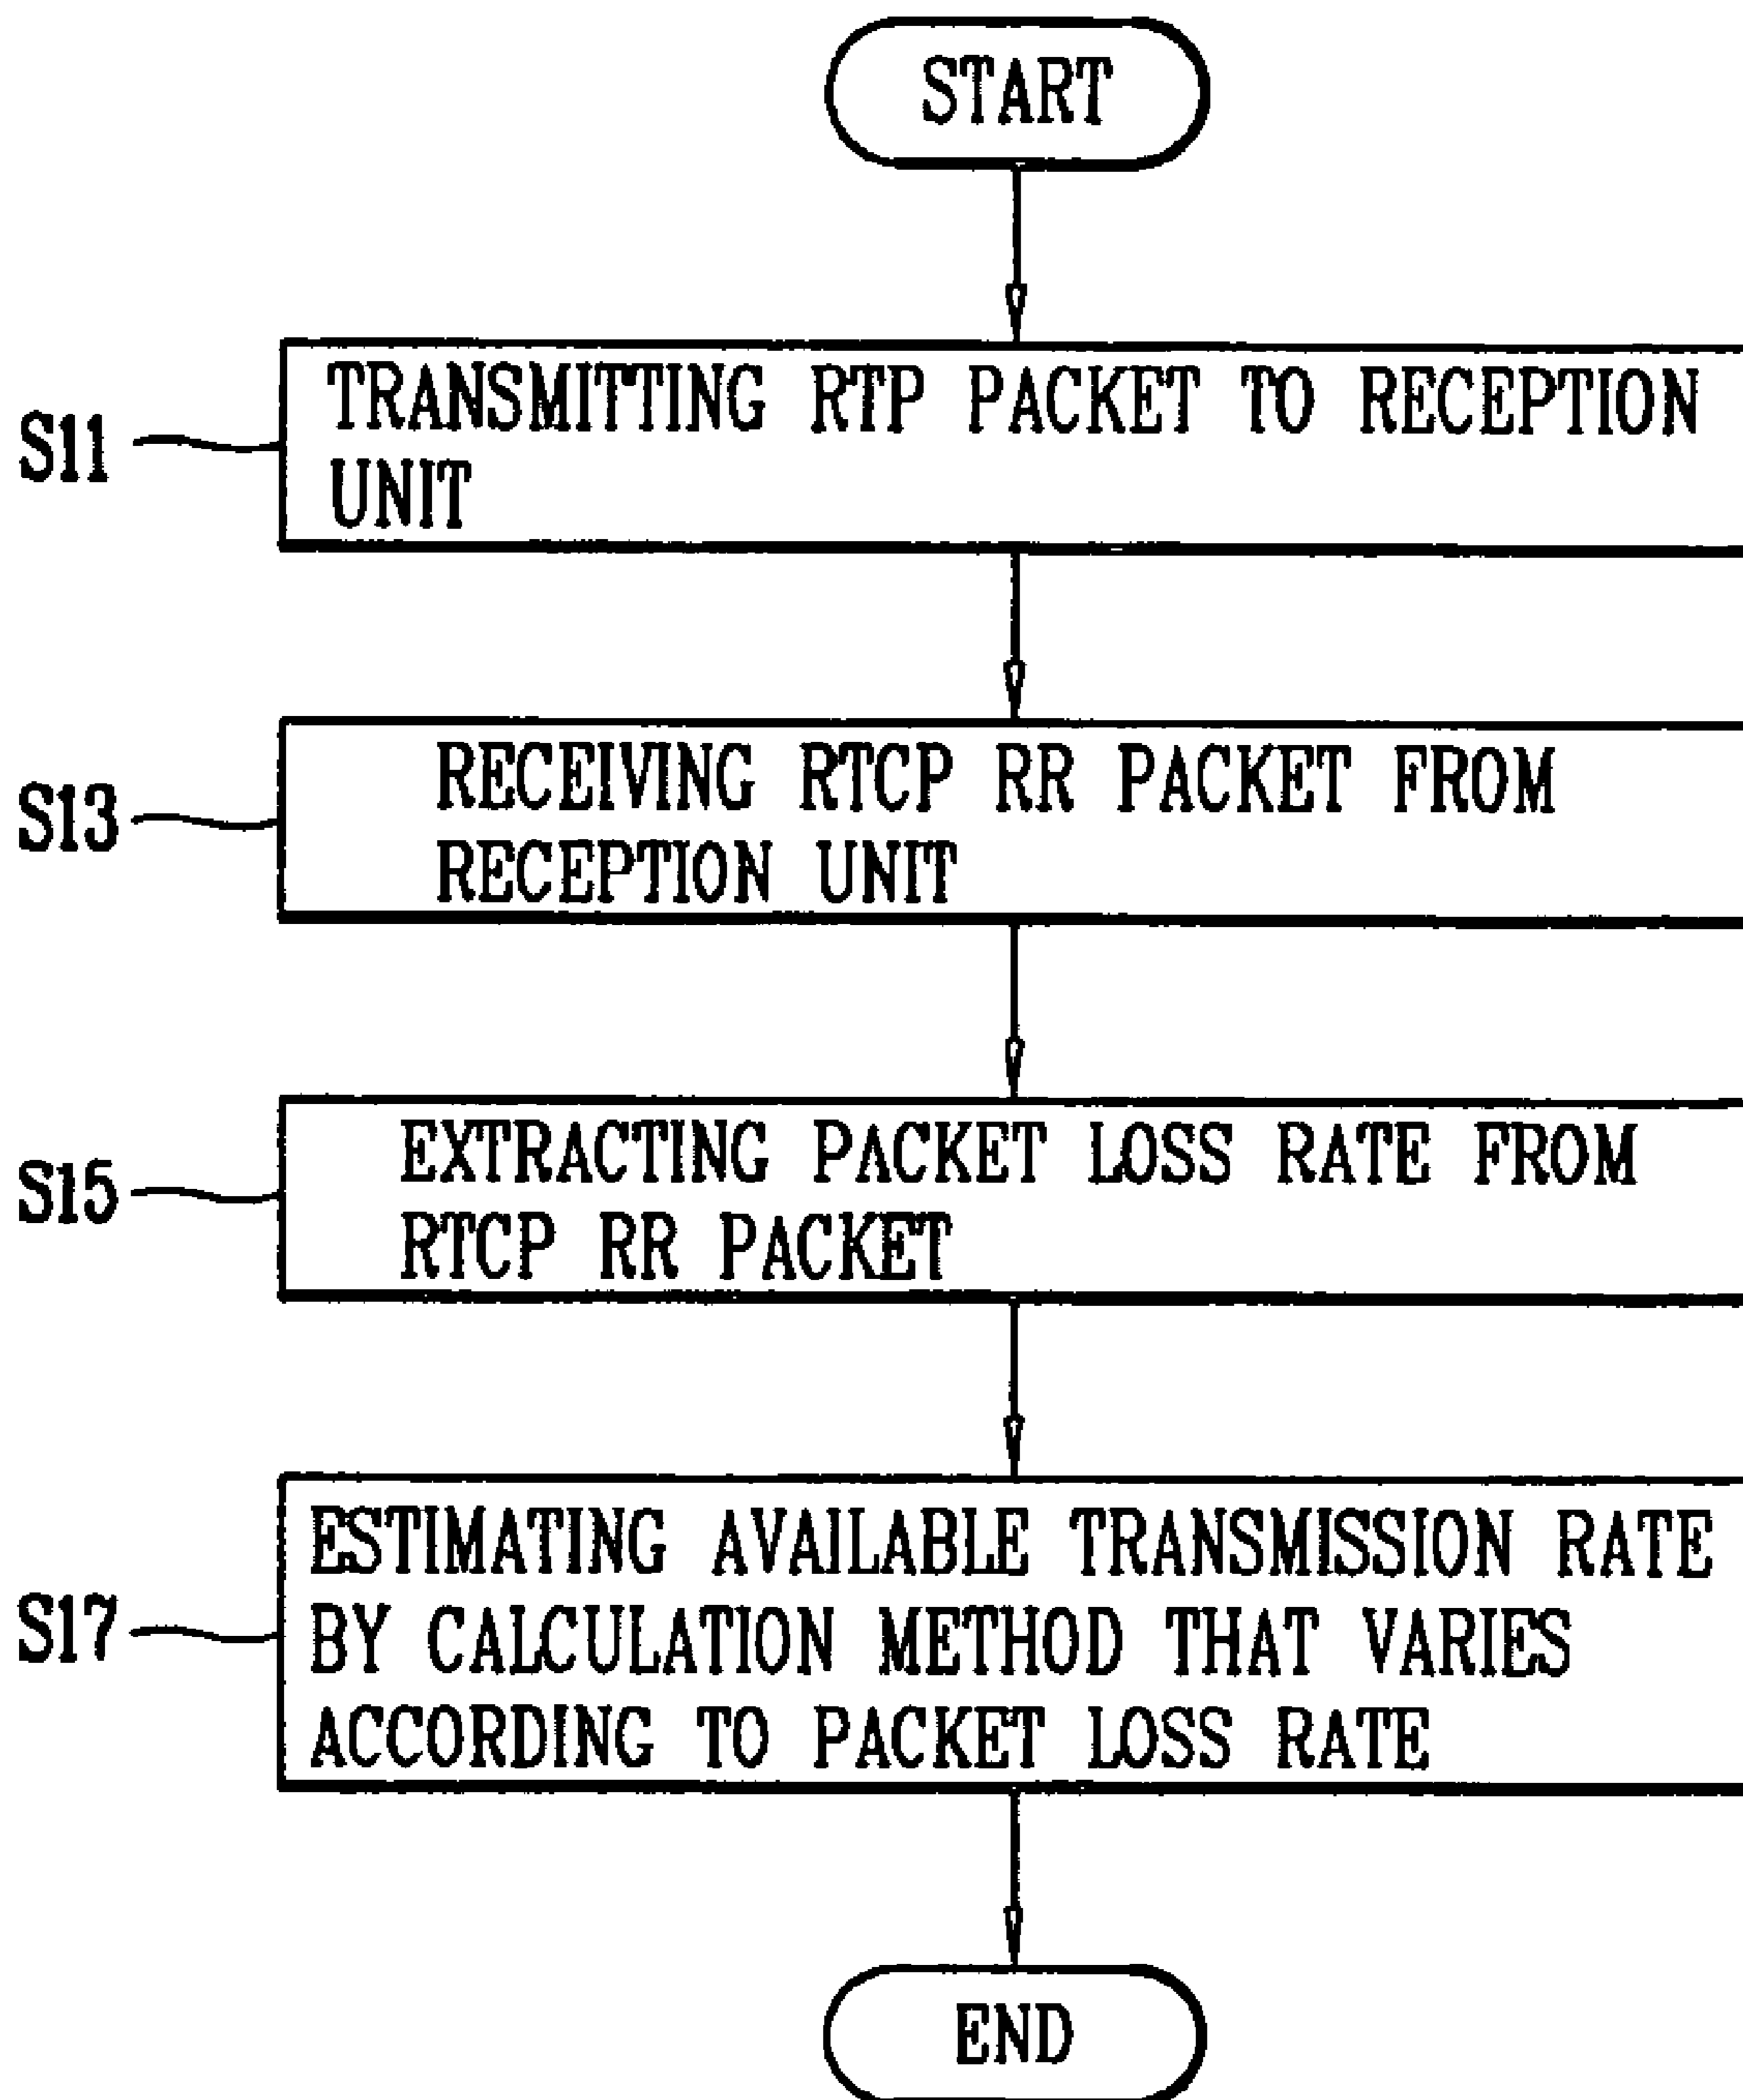 START
S11
TRANSMITTING RTP PACKET TO RECEPTION
UNIT
S13
RECEIVING RTCP RR PACKET FROM
RECEPTION UNIT
S15
EXTRACTING PACKET LOSS RATE FROM
RTCP RR PACKET
S17
ESTIMATING AVAILABLE TRANSMISSION RATE
BY CALCULATION METHOD THAT VARIES
ACCORDING TO PACKET LOSS RATE
END